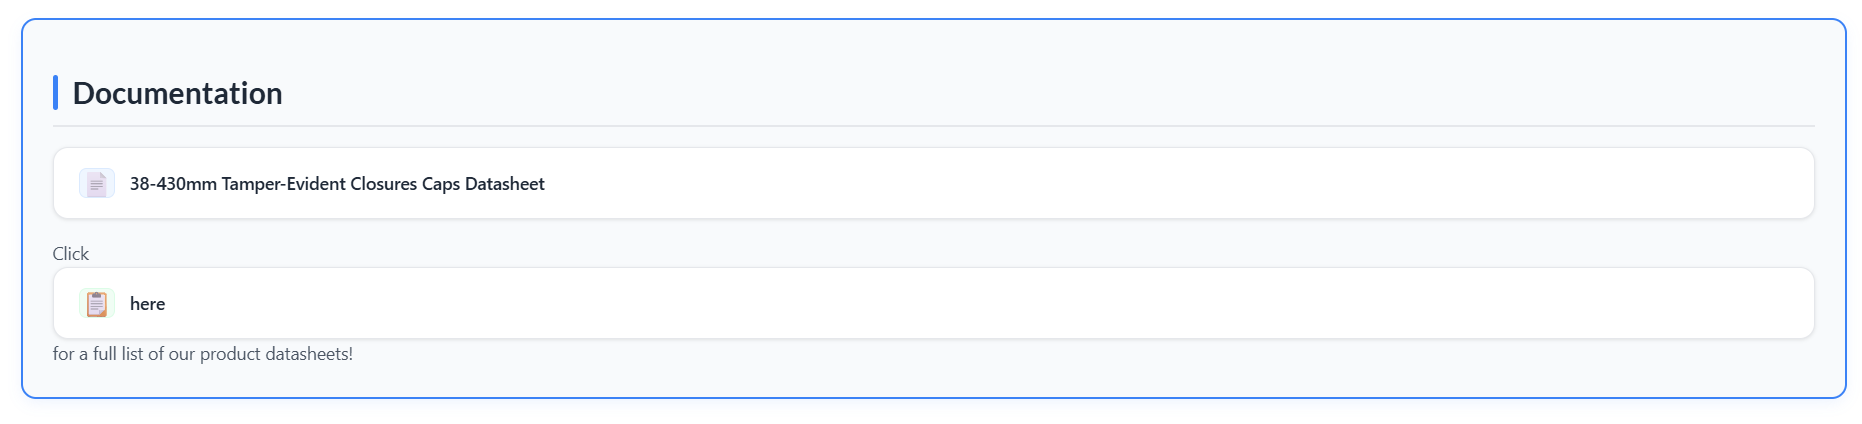 Documentation
38-430mm Tamper-Evident Closures Caps Datasheet
Click
here
for a full list of our product datasheets!